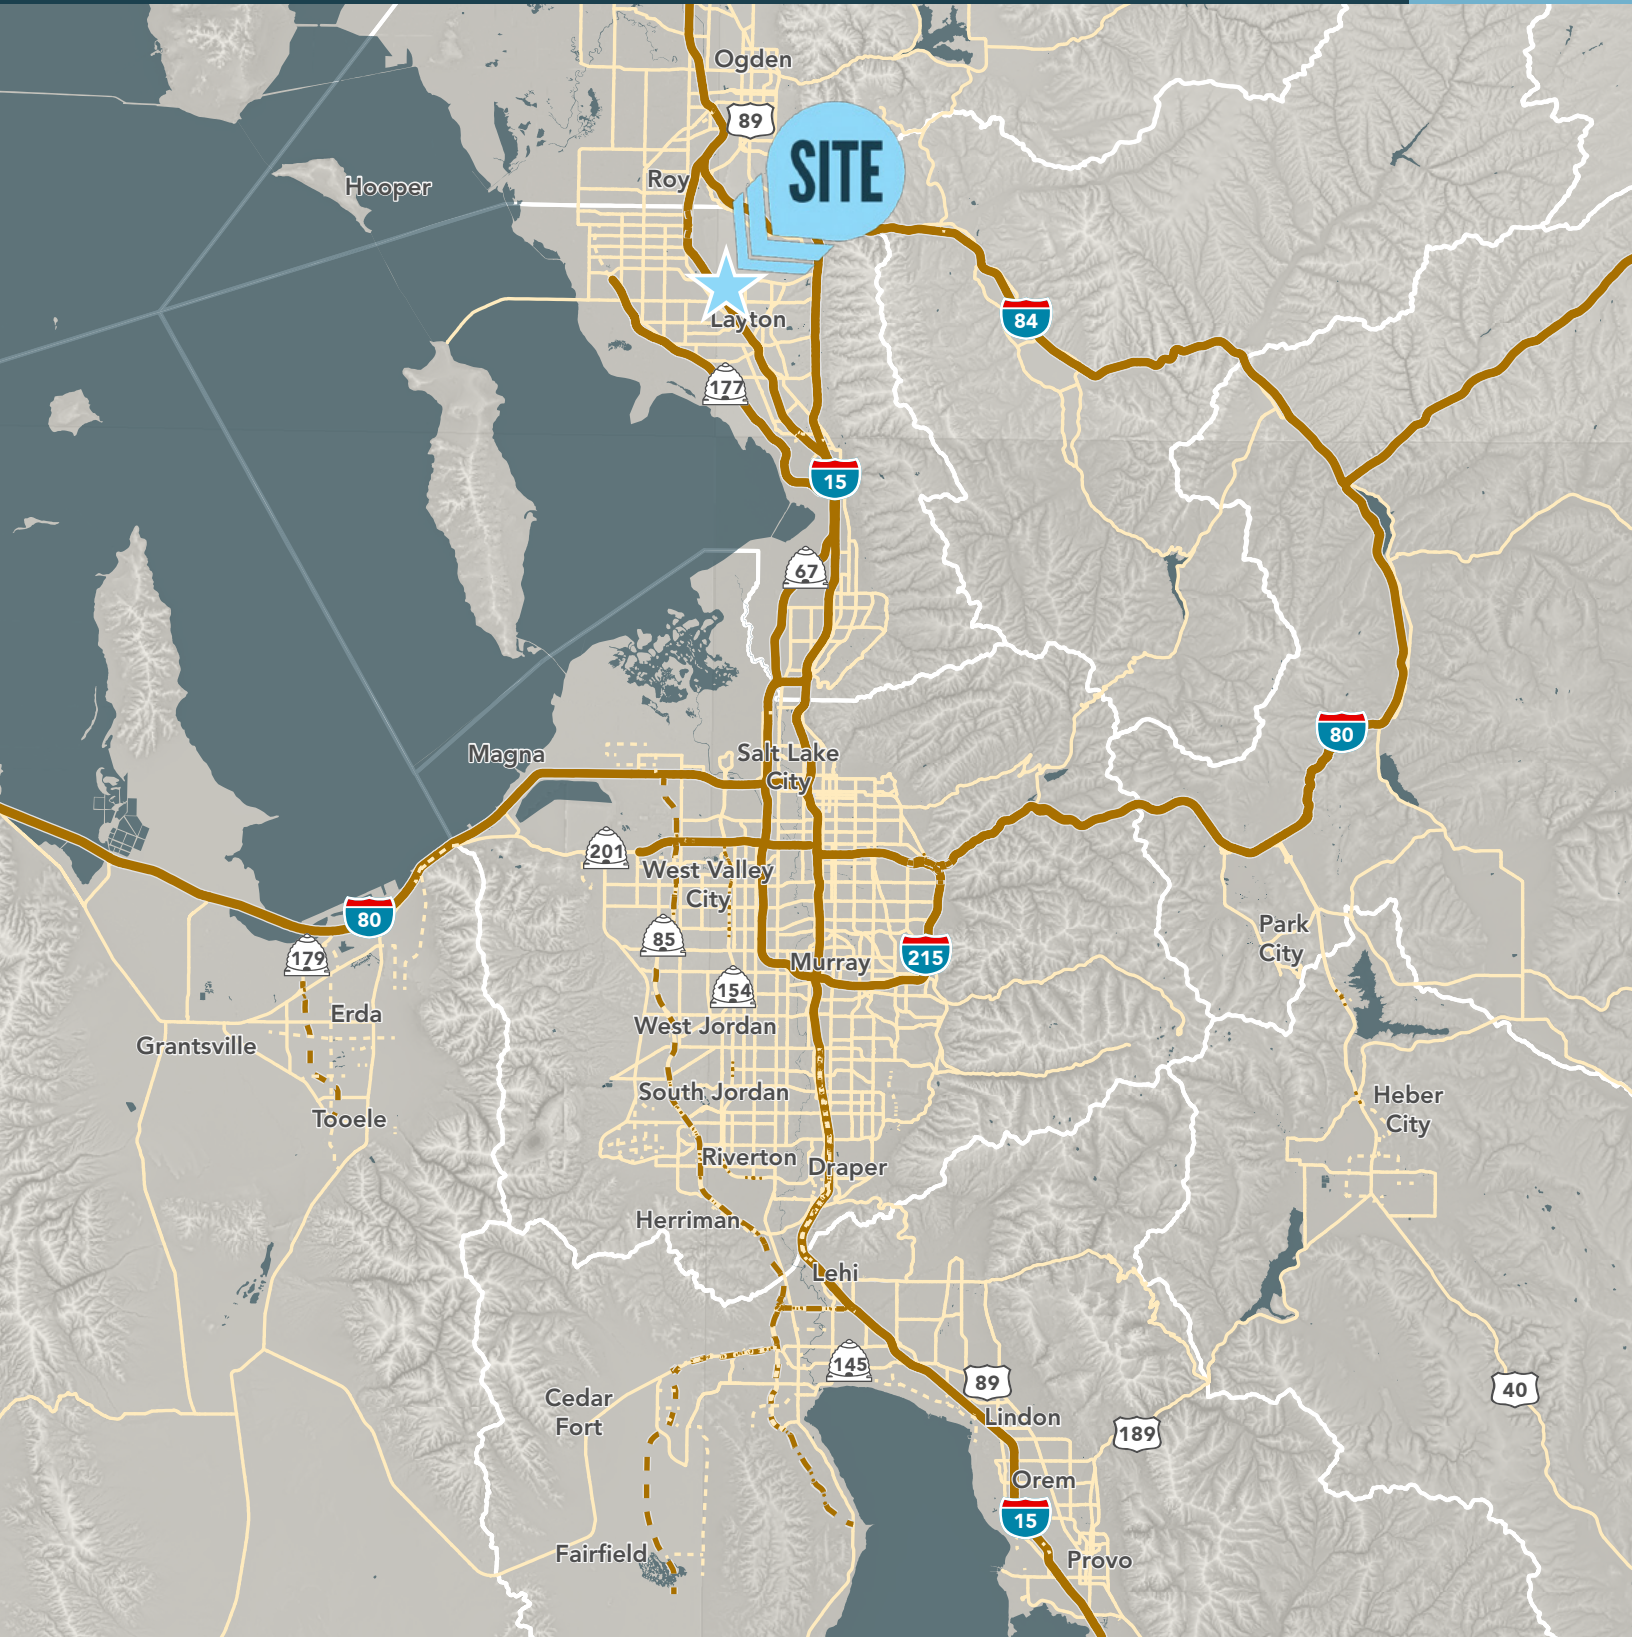 Ogden
89
SITE
Roy
Hooper
84
Layton
177
15
67
80
Magna
Salt Lake
City
201
West Valley
City
80
85
Park
City
179
Murray
215
154
Erda
West Jordan
Grantsville
South Jordan
Heber
City
Tooele
Riverton
Draper
Herriman
Lehi
145
89
40
Cedar
Fort
Lindon
189
Orem
15
Fairfield
Provo